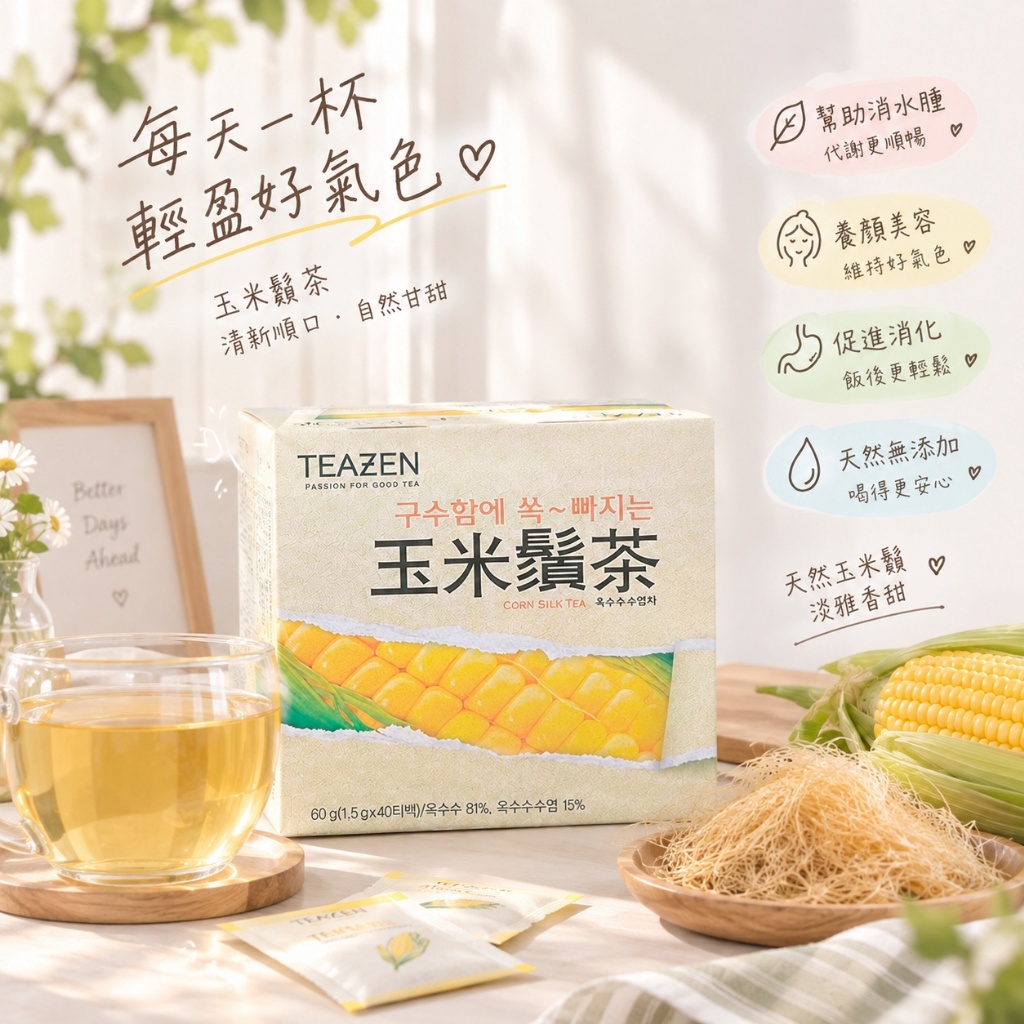 每天一杯
輕盈好氣色♡
玉米鬚茶
清新順口·自然甘甜
幫助消水腫
代謝更順暢
養顏美容
維持好氣色
促進消化
飯後更輕鬆
天然無添加
喝得更安心
天然玉米鬚
淡雅香甜
Better
Days
Ahead
TEAZEN
PASSION FOR GOOD TEA
구수함에 쏙~빠지는
玉米鬚茶
CORN SILK TEA 옥수수수염차
60 g(1.5 g×40티백)/옥수수 81%, 옥수수수염 15%
TEAZEN